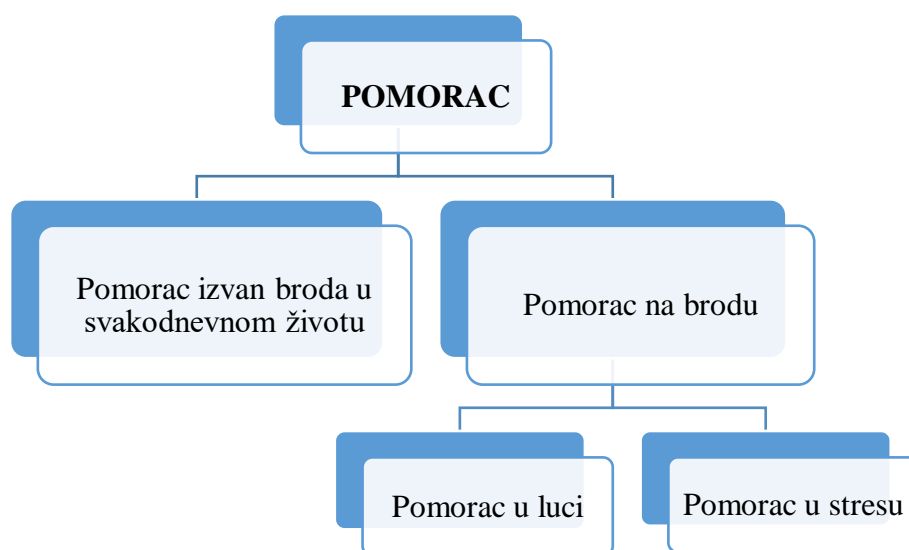 POMORAC
Pomorac izvan broda u
svakodnevnom životu
Pomorac na brodu
Pomorac u luci
Pomorac u stresu